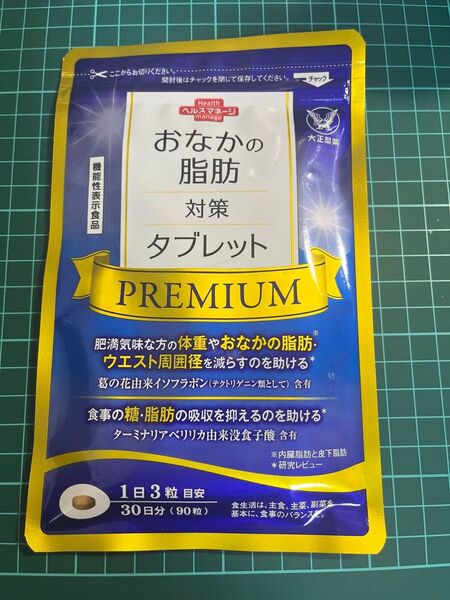 ここからお切りください。
開封後はチャックを閉じて保存してください。
チャック
Health
ヘルスマネージ
manage
大正製薬
機能性表示食品
おなかの
脂肪
対策
タブレット
PREMIUM
肥満気味な方の体重やおなかの脂肪※・
ウエスト周囲径を減らすのを助ける*
葛の花由来イソフラボン(テクトリゲニン類として)含有
食事の糖・脂肪の吸収を抑えるのを助ける*
ターミナリアベリリカ由来没食子酸 含有
※内臓脂肪と皮下脂肪
*研究レビュー
1日3粒 目安
30日分(90粒)
食生活は、主食、主菜、副菜を
基本に、食事のバランスを。